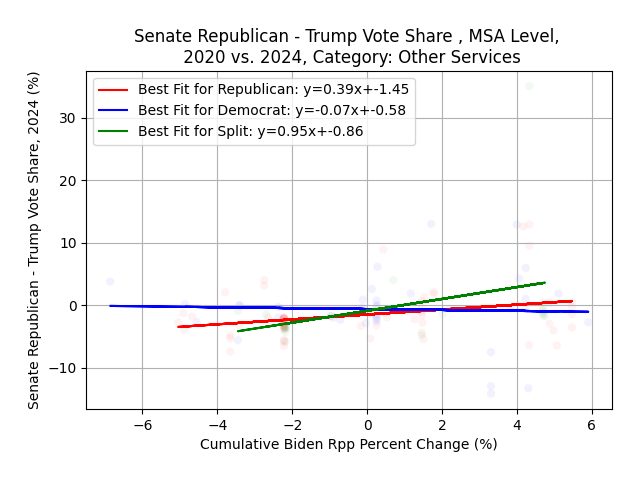 Senate Republican - Trump Vote Share , MSA Level,
2020 vs. 2024, Category: Other Services
Best Fit for Republican: y=0.39x+-1.45
Best Fit for Democrat: y=-0.07x+-0.58
Best Fit for Split: y=0.95x+-0.86
Senate Republican - Trump Vote Share, 2024 (%)
30
20
10
0
−10
−6
−4
−2
0
2
4
6
Cumulative Biden Rpp Percent Change (%)